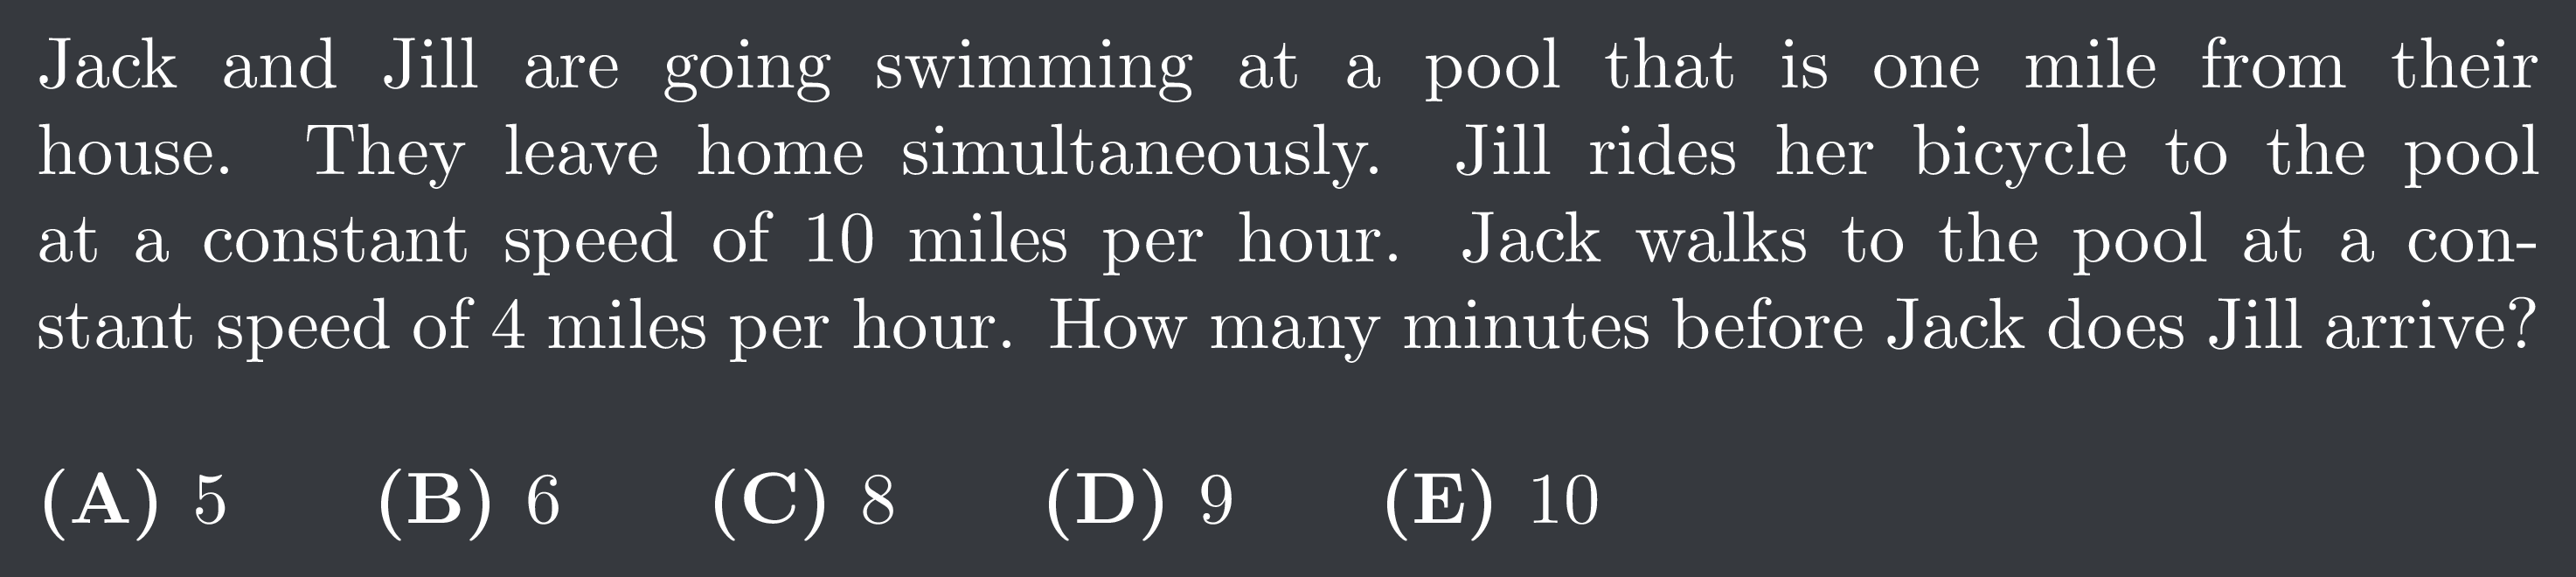 Jack and Jill are going swimming at a pool that is one mile from their
house. They leave home simultaneously. Jill rides her bicycle to the pool
at a constant speed of 10 miles per hour. Jack walks to the pool at a con-
stant speed of 4 miles per hour. How many minutes before Jack does Jill arrive?
(A) 5 (B) 6 (C) 8 (D) 9 (E) 10